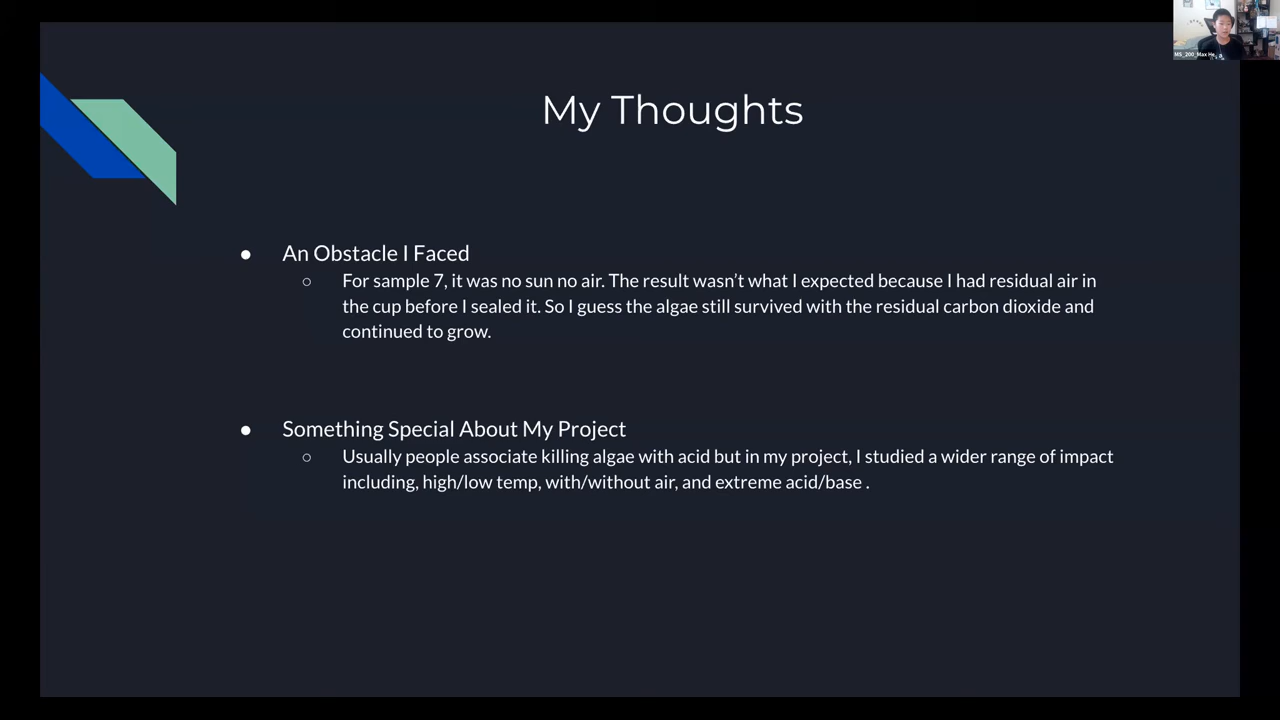 My Thoughts
● An Obstacle I Faced
○ For sample 7, it was no sun no air. The result wasn't what I expected because I had residual air in
the cup before I sealed it. So I guess the algae still survived with the residual carbon dioxide and
continued to grow.
● Something Special About My Project
○ Usually people associate killing algae with acid but in my project, I studied a wider range of impact
including, high/low temp, with/without air, and extreme acid/base .
MS_200_Max He